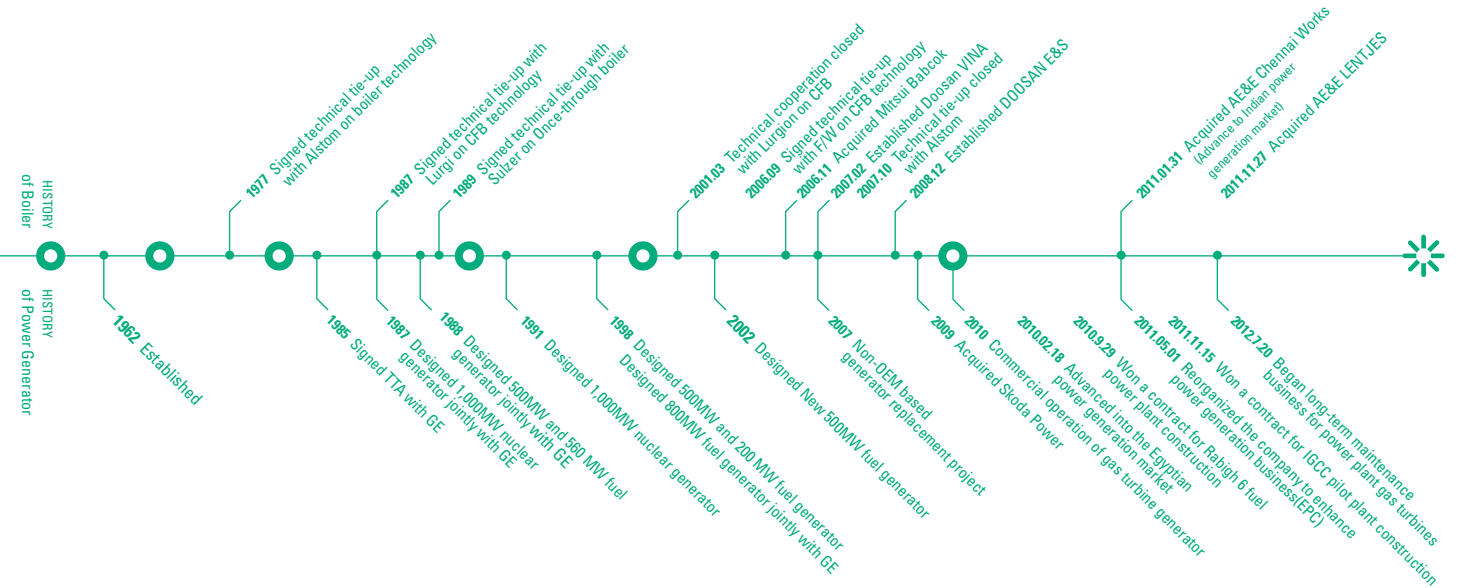 HISTORY
of Boiler
1977 Signed technical tie-up
with Alstom on boiler technology
1987 Signed technical tie-up with
Lurgi on CFB technology
1989 Signed technical tie-up with
Sulzer on Once-through boiler
2001.03 Technical cooperation closed
with Lurgion on CFB
2006.09 Signed technical tie-up
with F/W on CFB technology
2006.11 Acquired Mitsui Babcok
2007.02 Established Doosan VINA
2007.10 Technical tie-up closed
with Alstom
2008.12 Established DOOSAN E&S
2011.01.31 Acquired AE&E Chennai Works
(Advance to Indian power
generation market)
2011.11.27 Acquired AE&E LENTJES
HISTORY
of Power Generator
1962 Established
1985 Signed TTA with GE
1987 Designed 1,000MW nuclear
generator jointly with GE
1988 Designed 500MW and 560 MW fuel
generator jointly with GE
1991 Designed 1,000MW nuclear generator
1998 Designed 500MW and 200 MW fuel generator
Designed 800MW fuel generator jointly with GE
2002 Designed New 500MW fuel generator
2007 Non-OEM based
generator replacement project
2009 Acquired Skoda Power
2010 Commercial operation of gas turbine generator
2010.02.18 Advanced into the Egyptian
power generation market
2010.9.29 Won a contract for Rabigh 6 fuel
power plant construction
2011.05.01 Reorganized the company to enhance
power generation business(EPC)
2011.11.15 Won a contract for IGCC pilot plant construction
2012.7.20 Began long-term maintenance
business for power plant gas turbines